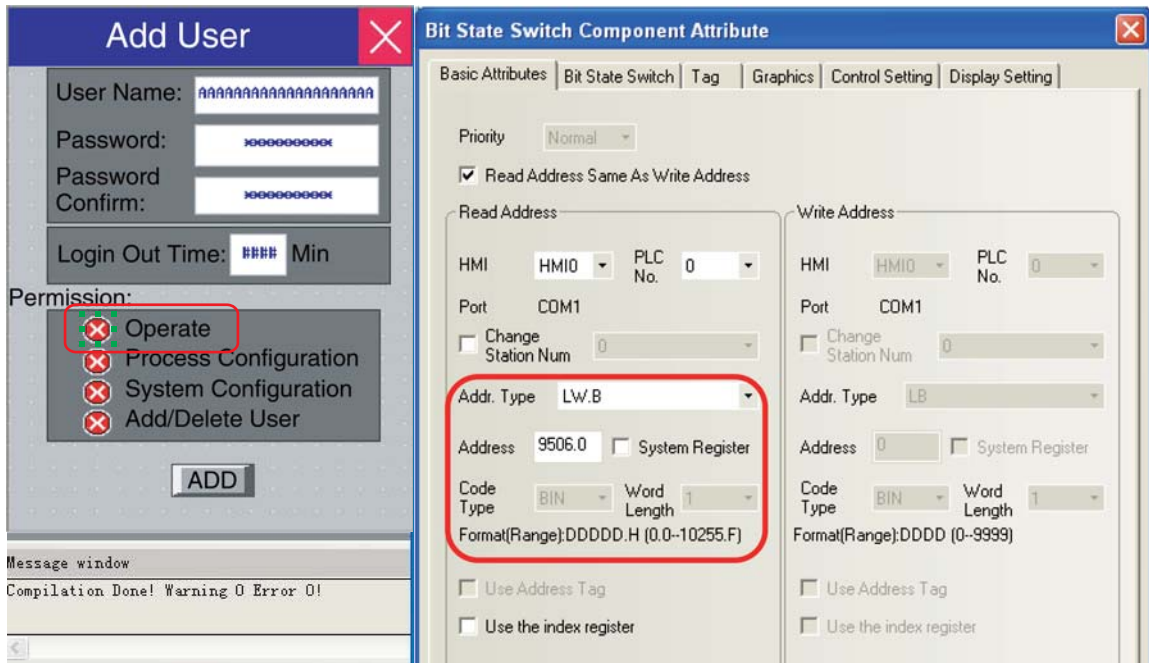 Add User
User Name: AAAAAAAAAAAAAAAAAAAA
Password: ***********
Password
Confirm: ***********
Login Out Time: #### Min
Permission:
Operate
Process Configuration
System Configuration
Add/Delete User
ADD
Message window
Compilation Done! Warning 0 Error 0!
Bit State Switch Component Attribute
Basic Attributes Bit State Switch Tag Graphics Control Setting Display Setting
Priority Normal
Read Address Same As Write Address
Read Address
HMI HMI0 PLC No. 0
Port COM1
Change Station Num 0
Addr. Type LW.B
Address 9506.0 System Register
Code Type BIN Word Length 1
Format(Range):DDDDD.H (0.0--10255.F)
Use Address Tag
Use the index register
Write Address
HMI HMI0 PLC No. 0
Port COM1
Change Station Num 0
Addr. Type LB
Address 0 System Register
Code Type BIN Word Length 1
Format(Range):DDDD (0--9999)
Use Address Tag
Use the index register